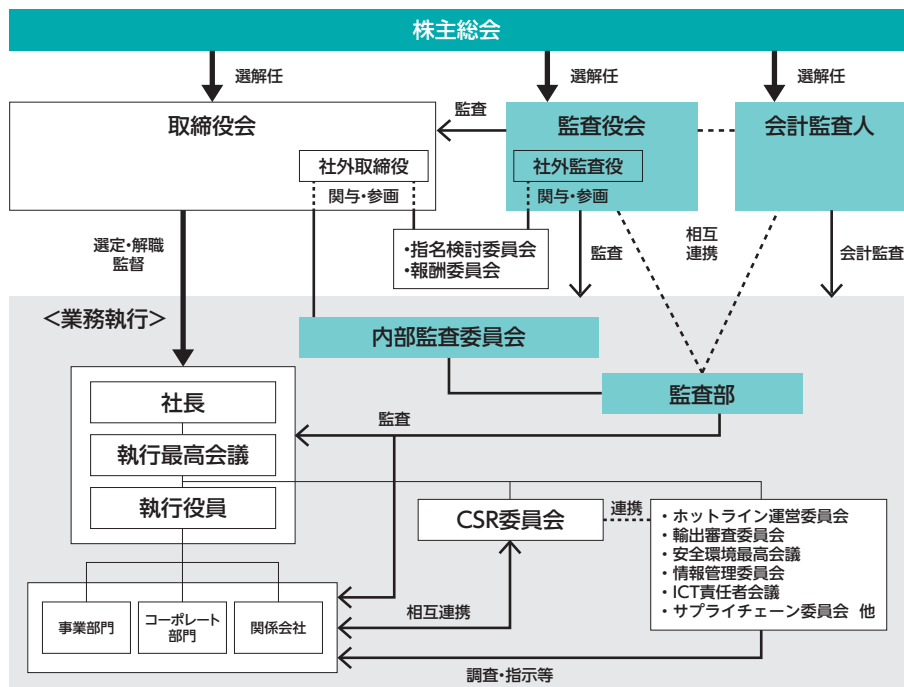 株主総会
選解任
選解任
選解任
取締役会
監査
監査役会
会計監査人
社外取締役
社外監査役
関与・参画
関与・参画
選定・解職
監督
・指名検討委員会
・報酬委員会
監査
相互
連携
会計監査
＜業務執行＞
内部監査委員会
監査部
社長
監査
執行最高会議
執行役員
CSR委員会
連携
・ホットライン運営委員会
・輸出審査委員会
・安全環境最高会議
・情報管理委員会
・ICT責任者会議
・サプライチェーン委員会 他
事業部門
コーポレート
部門
関係会社
相互連携
調査・指示等